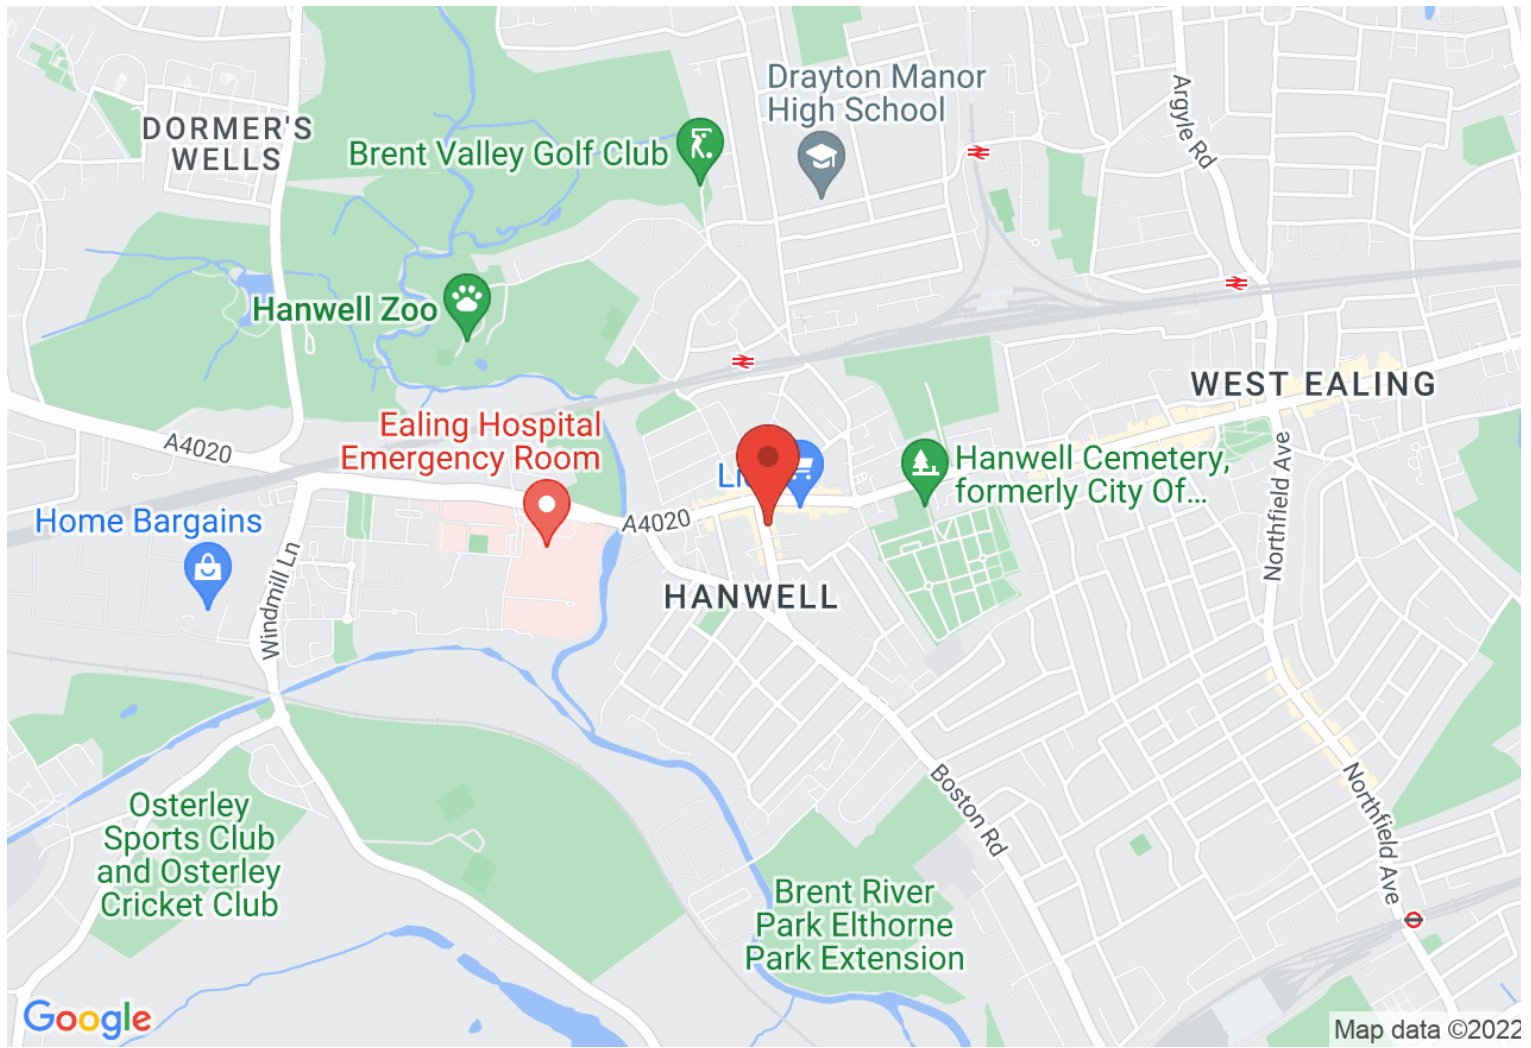 Drayton Manor
High School
Argyle Rd
DORMER'S
WELLS
Brent Valley Golf Club
Hanwell Zoo
WEST EALING
Ealing Hospital
Emergency Room
A4020
Hanwell Cemetery,
formerly City Of...
Home Bargains
A4020
Northfield Ave
Windmill Ln
HANWELL
Osterley
Sports Club
and Osterley
Cricket Club
Boston Rd
Northfield Ave
Brent River
Park Elthorne
Park Extension
Google
Map data ©2022